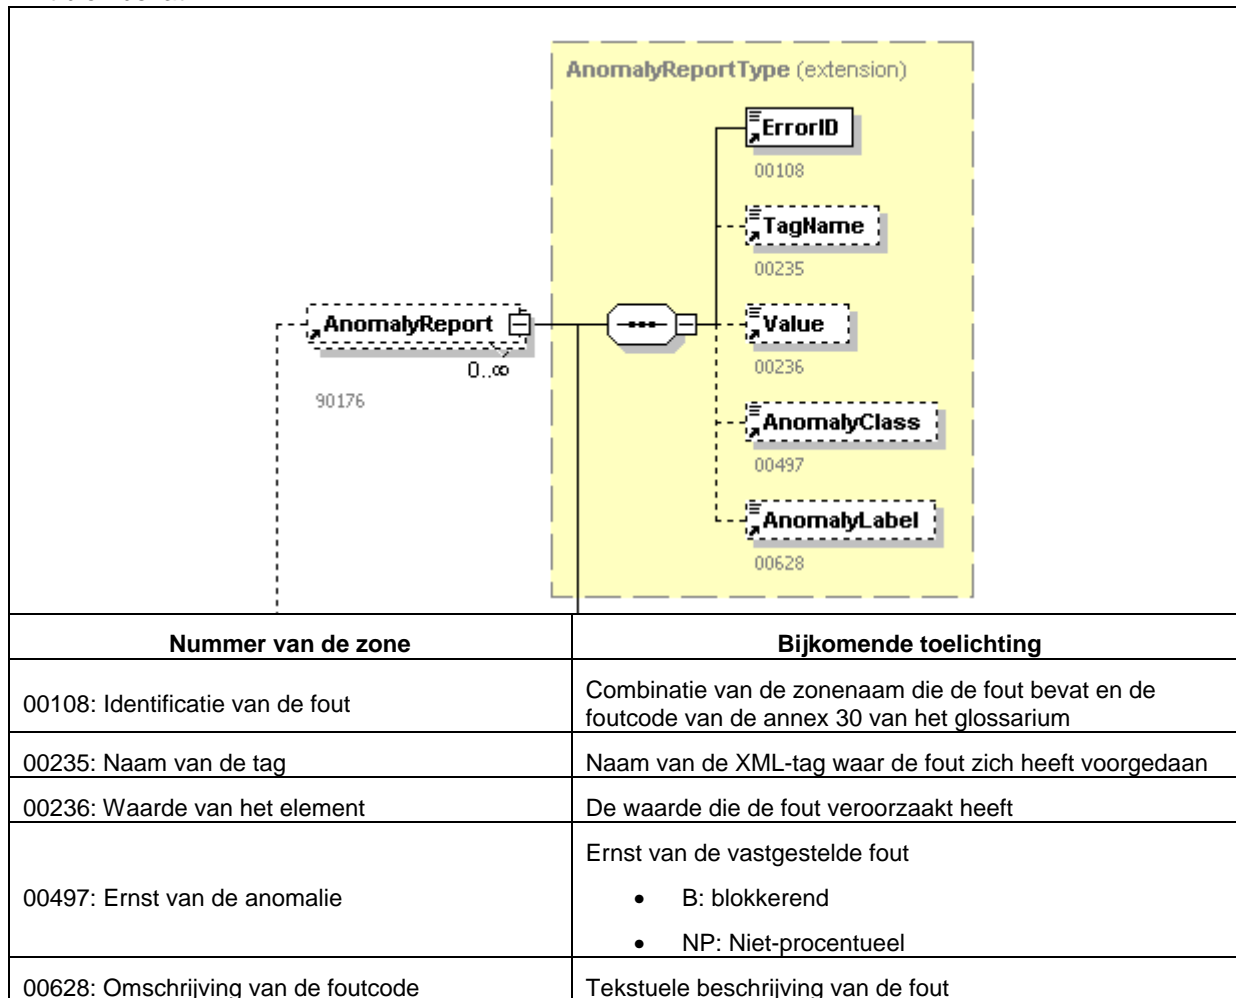 AnomalyReportType (extension)
ErrorID
00108
TagName
00235
AnomalyReport
0..∞
90176
Value
00236
AnomalyClass
00497
AnomalyLabel
00628
Nummer van de zone
Bijkomende toelichting
00108: Identificatie van de fout
Combinatie van de zonenaam die de fout bevat en de
foutcode van de annex 30 van het glossarium
00235: Naam van de tag
Naam van de XML-tag waar de fout zich heeft voorgedaan
00236: Waarde van het element
De waarde die de fout veroorzaakt heeft
00497: Ernst van de anomalie
Ernst van de vastgestelde fout
• B: blokkerend
• NP: Niet-procentueel
00628: Omschrijving van de foutcode
Tekstuele beschrijving van de fout